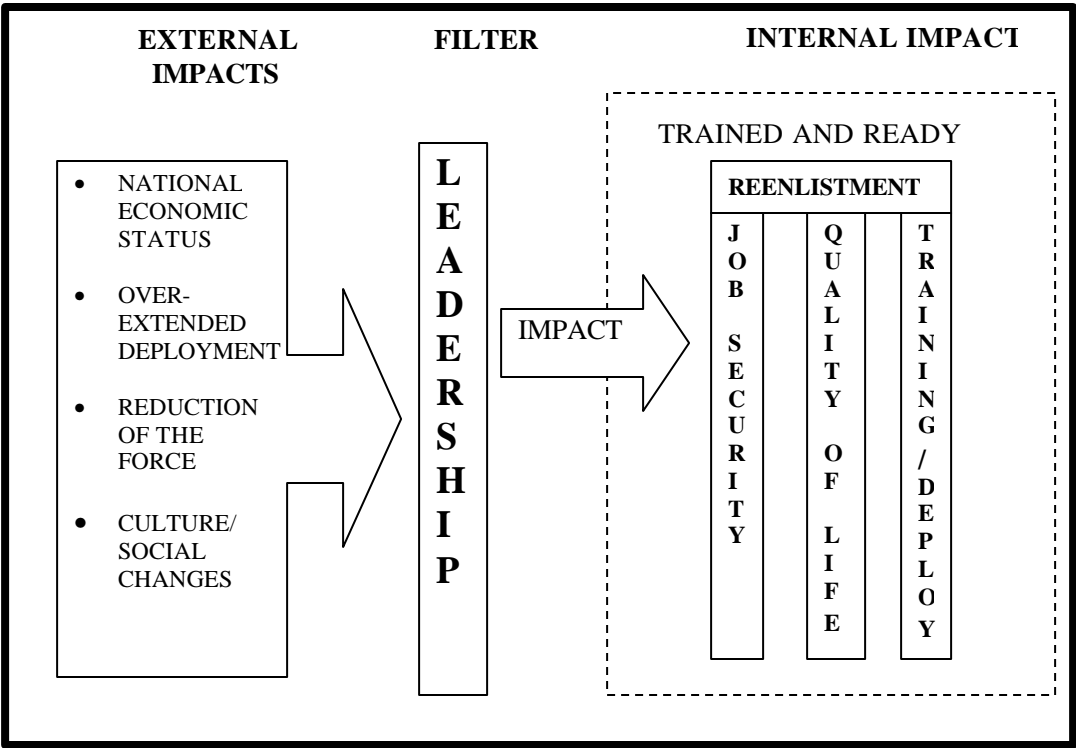 EXTERNAL
IMPACTS
FILTER
INTERNAL IMPACT
• NATIONAL
ECONOMIC
STATUS
• OVER-
EXTENDED
DEPLOYMENT
• REDUCTION
OF THE
FORCE
• CULTURE/
SOCIAL
CHANGES
LEADERSHIP
IMPACT
TRAINED AND READY
REENLISTMENT
JOB SECURITY
QUALITY OF LIFE
TRAINING/DEPLOY